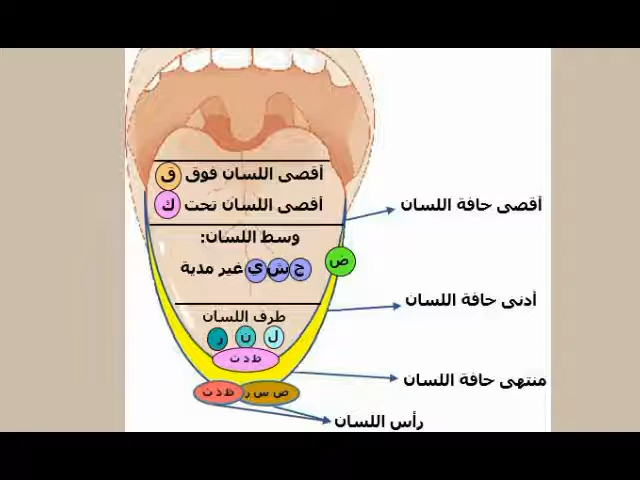 أقصى اللسان فوق ق
أقصى اللسان تحت ك
أقصى حافة اللسان
وسط اللسان:
ض
ج ش ي غير مدية
أدنى حافة اللسان
طرف اللسان
ل ن ر
ط د ت
منتهى حافة اللسان
ص س ز
ظ ذ ث
رأس اللسان